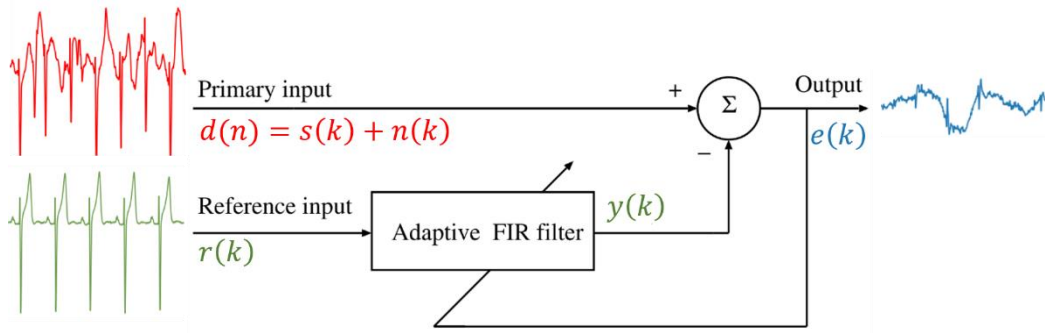 Primary input
d(n) = s(k) + n(k)
+
Σ
−
Output
e(k)
Reference input
r(k)
Adaptive FIR filter
y(k)